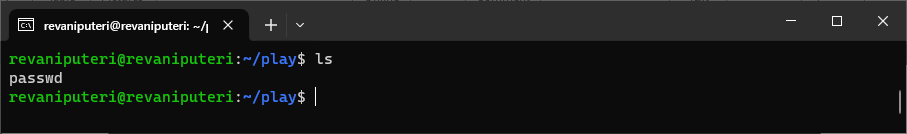 revaniputeri@revaniputeri: ~/p
revaniputeri@revaniputeri:~/play$ ls
passwd
revaniputeri@revaniputeri:~/play$